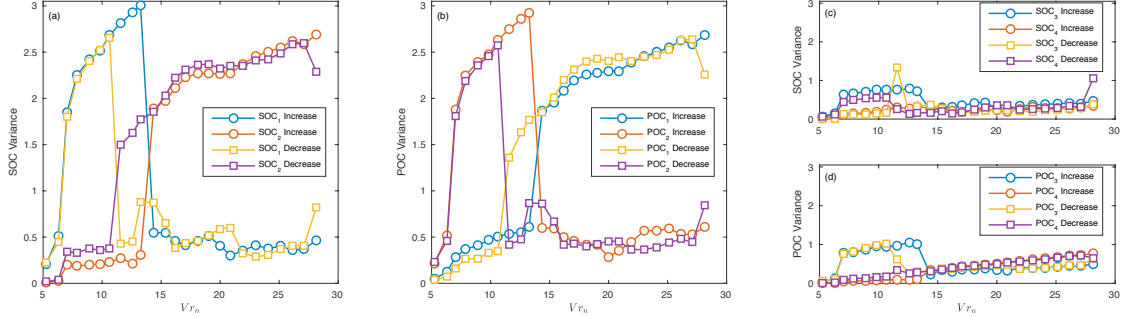 (a)
SOC Variance
3
2.5
2
1.5
1
0.5
0
5.3
10
15
20
25
30
Vr_n
SOC_1 Increase
SOC_2 Increase
SOC_1 Decrease
SOC_2 Decrease
(b)
POC Variance
3
2.5
2
1.5
1
0.5
0
5.3
10
15
20
25
30
Vr_n
POC_1 Increase
POC_2 Increase
POC_1 Decrease
POC_2 Decrease
(c)
SOC Variance
3
2
1
0
5.3
10
15
20
25
30
SOC_3 Increase
SOC_4 Increase
SOC_3 Decrease
SOC_4 Decrease
(d)
POC Variance
3
2
1
0
5.3
10
15
20
25
30
Vr_n
POC_3 Increase
POC_4 Increase
POC_3 Decrease
POC_4 Decrease